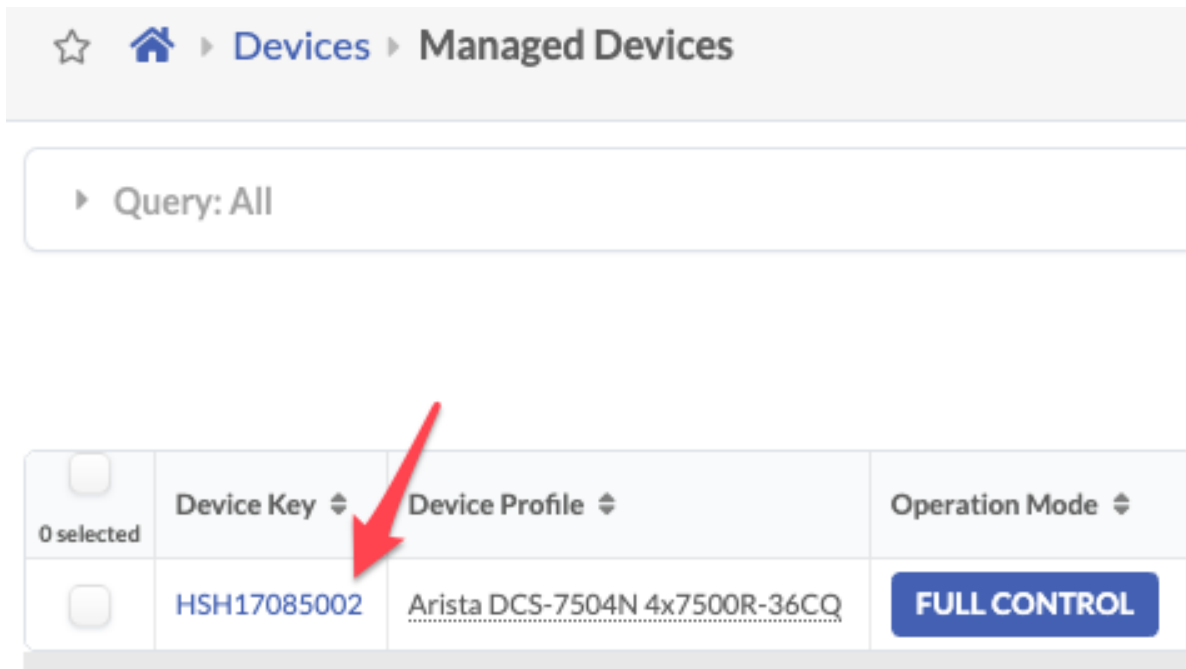 Devices Managed Devices
Query: All
Device Key Device Profile Operation Mode
0 selected
HSH17085002 Arista DCS-7504N 4x7500R-36CQ FULL CONTROL